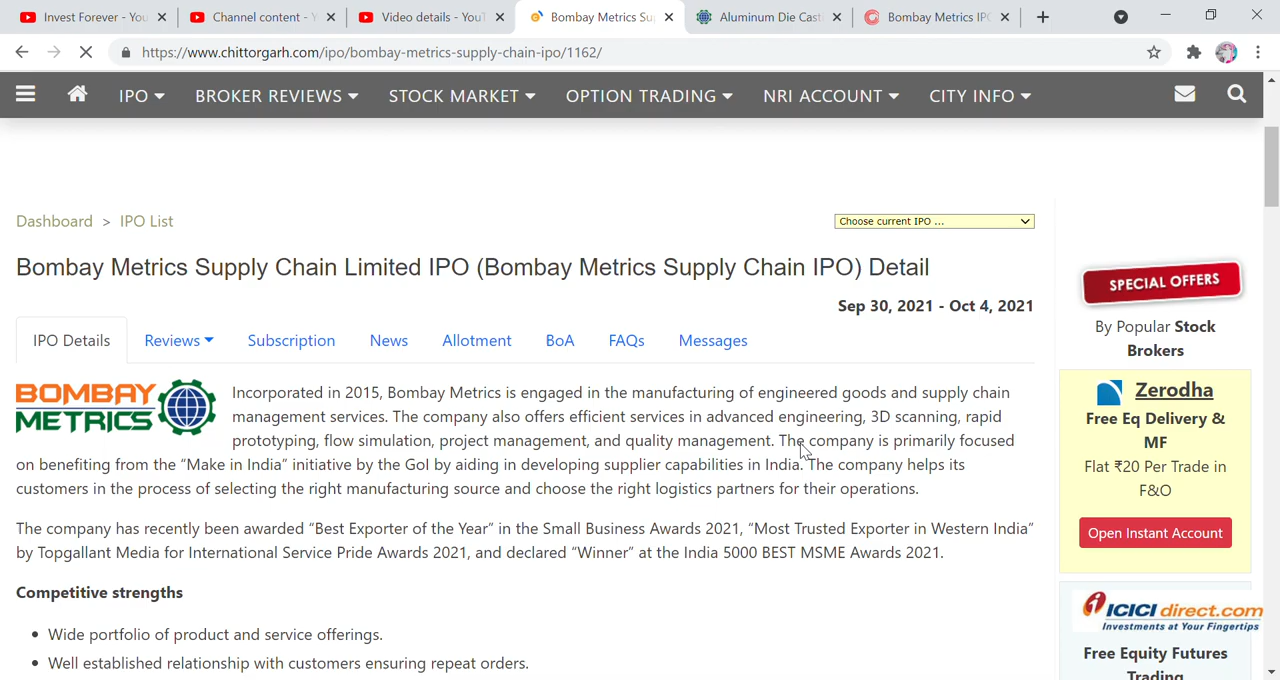 Invest Forever - You
Channel content - Y
Video details - YouT
Bombay Metrics Su
Aluminum Die Cast
Bombay Metrics IPO
https://www.chittorgarh.com/ipo/bombay-metrics-supply-chain-ipo/1162/
IPO
BROKER REVIEWS
STOCK MARKET
OPTION TRADING
NRI ACCOUNT
CITY INFO
Dashboard > IPO List
Choose current IPO ...
Bombay Metrics Supply Chain Limited IPO (Bombay Metrics Supply Chain IPO) Detail
Sep 30, 2021 - Oct 4, 2021
IPO Details
Reviews
Subscription
News
Allotment
BoA
FAQs
Messages
BOMBAY
METRICS
Incorporated in 2015, Bombay Metrics is engaged in the manufacturing of engineered goods and supply chain
management services. The company also offers efficient services in advanced engineering, 3D scanning, rapid
prototyping, flow simulation, project management, and quality management. The company is primarily focused
on benefiting from the “Make in India” initiative by the GoI by aiding in developing supplier capabilities in India. The company helps its
customers in the process of selecting the right manufacturing source and choose the right logistics partners for their operations.
The company has recently been awarded “Best Exporter of the Year” in the Small Business Awards 2021, “Most Trusted Exporter in Western India”
by Topgallant Media for International Service Pride Awards 2021, and declared “Winner” at the India 5000 BEST MSME Awards 2021.
Competitive strengths
• Wide portfolio of product and service offerings.
• Well established relationship with customers ensuring repeat orders.
SPECIAL OFFERS
By Popular Stock
Brokers
Zerodha
Free Eq Delivery &
MF
Flat ₹20 Per Trade in
F&O
Open Instant Account
ICICI direct.com
Investments at Your Fingertips
Free Equity Futures
Trading